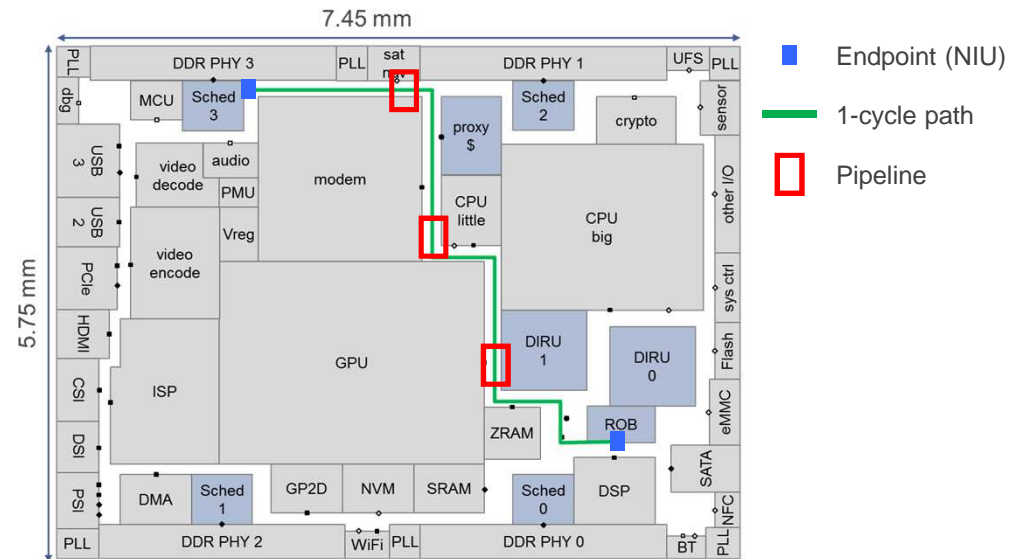 7.45 mm
5.75 mm
PLL
DDR PHY 3
PLL
sat
nav
DDR PHY 1
UFS
PLL
dbg
MCU
Sched
3
Sched
2
sensor
proxy
$
crypto
USB
3
video
decode
audio
modem
PMU
CPU
little
CPU
big
other I/O
USB
2
Vreg
video
encode
PCIe
sys ctrl
HDMI
GPU
DIRU
1
DIRU
0
Flash
CSI
ISP
eMMC
ZRAM
ROB
DSI
SATA
PSI
DMA
Sched
1
GP2D
NVM
SRAM
Sched
0
DSP
NFC
PLL
DDR PHY 2
WiFi
PLL
DDR PHY 0
BT
PLL
Endpoint (NIU)
1-cycle path
Pipeline